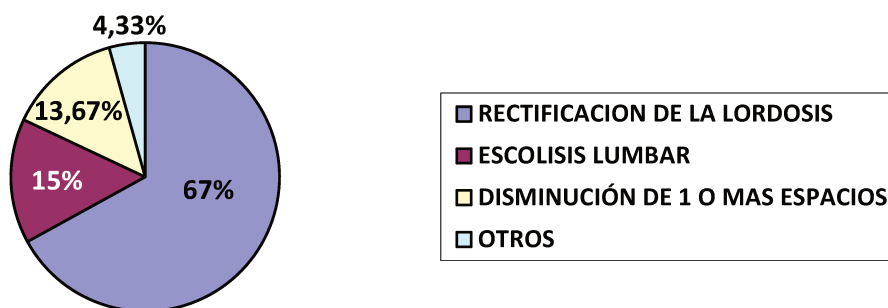 4,33%
13,67%
15%
67%
RECTIFICACION DE LA LORDOSIS
ESCOLISIS LUMBAR
DISMINUCIÓN DE 1 O MAS ESPACIOS
OTROS